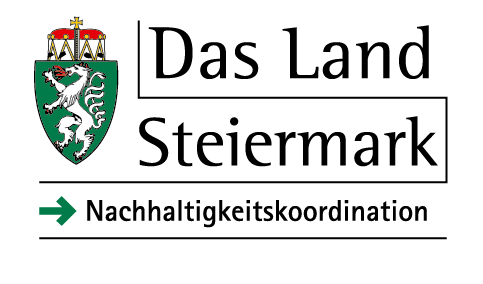 Das Land
Steiermark
Nachhaltigkeitskoordination